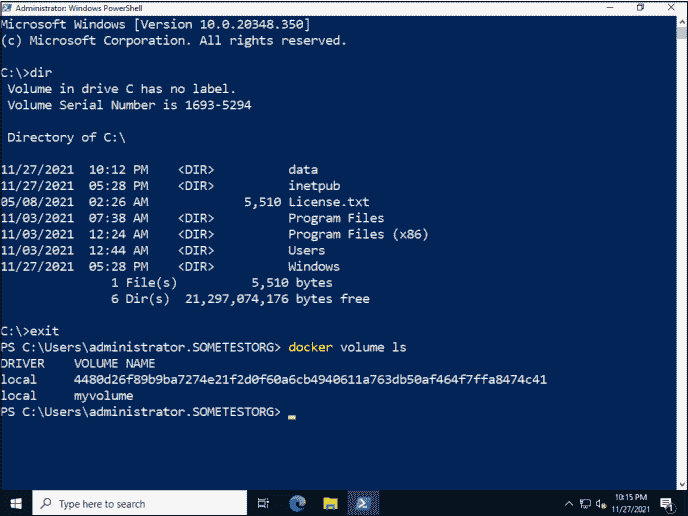 Administrator: Windows PowerShell
Microsoft Windows [Version 10.0.20348.350]
(c) Microsoft Corporation. All rights reserved.
C:\>dir
Volume in drive C has no label.
Volume Serial Number is 1693-5294
Directory of C:\
11/27/2021 10:12 PM <DIR> data
11/27/2021 05:28 PM <DIR> inetpub
05/08/2021 02:26 AM 5,510 License.txt
11/03/2021 07:38 AM <DIR> Program Files
11/03/2021 12:24 AM <DIR> Program Files (x86)
11/03/2021 12:44 AM <DIR> Users
11/27/2021 05:28 PM <DIR> Windows
1 File(s) 5,510 bytes
6 Dir(s) 21,297,074,176 bytes free
C:\>exit
PS C:\Users\administrator.SOMETESTORG> docker volume ls
DRIVER VOLUME NAME
local 4480d26f89b9ba7274e21f2d0f60a6cb4940611a763db50af464f7ffa8474c41
local myvolume
PS C:\Users\administrator.SOMETESTORG>
Type here to search
10:15 PM
11/27/2021
1